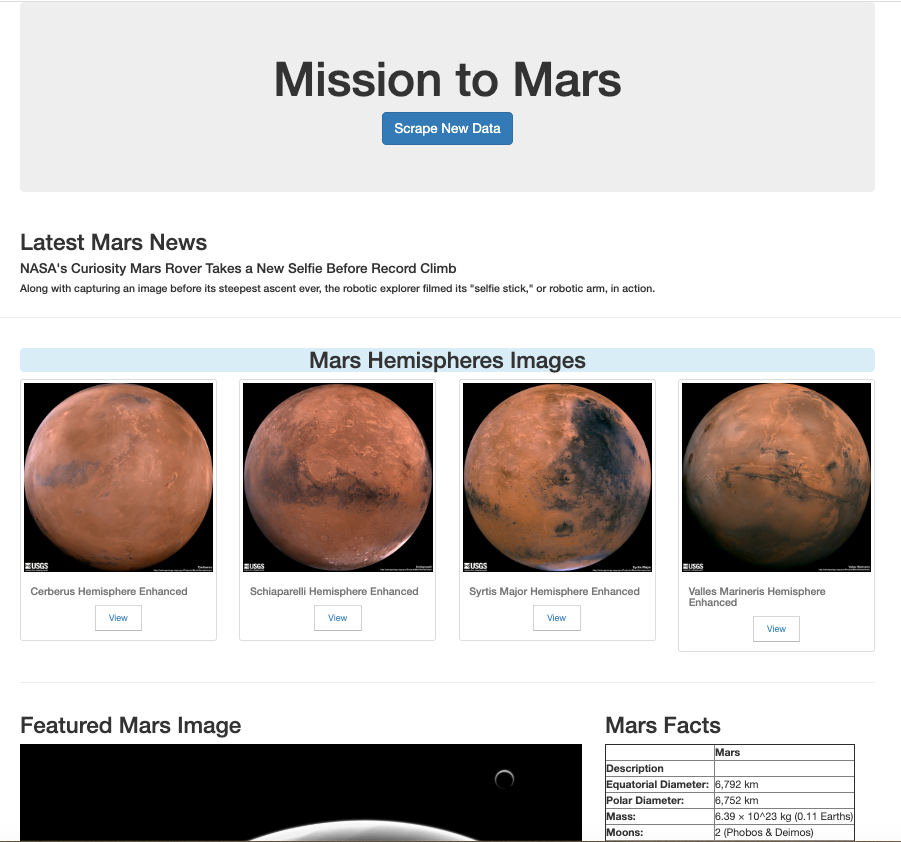 Mission to Mars
Scrape New Data
Latest Mars News
NASA's Curiosity Mars Rover Takes a New Selfie Before Record Climb
Along with capturing an image before its steepest ascent ever, the robotic explorer filmed its "selfie stick," or robotic arm, in action.
Mars Hemispheres Images
USGS
USGS
USGS
USGS
Cerberus Hemisphere Enhanced
View
Schiaparelli Hemisphere Enhanced
View
Syrtis Major Hemisphere Enhanced
View
Valles Marineris Hemisphere
Enhanced
View
Featured Mars Image
Mars Facts
Mars
Description
Equatorial Diameter: 6,792 km
Polar Diameter: 6,752 km
Mass: 6.39 × 10^23 kg (0.11 Earths)
Moons: 2 (Phobos & Deimos)